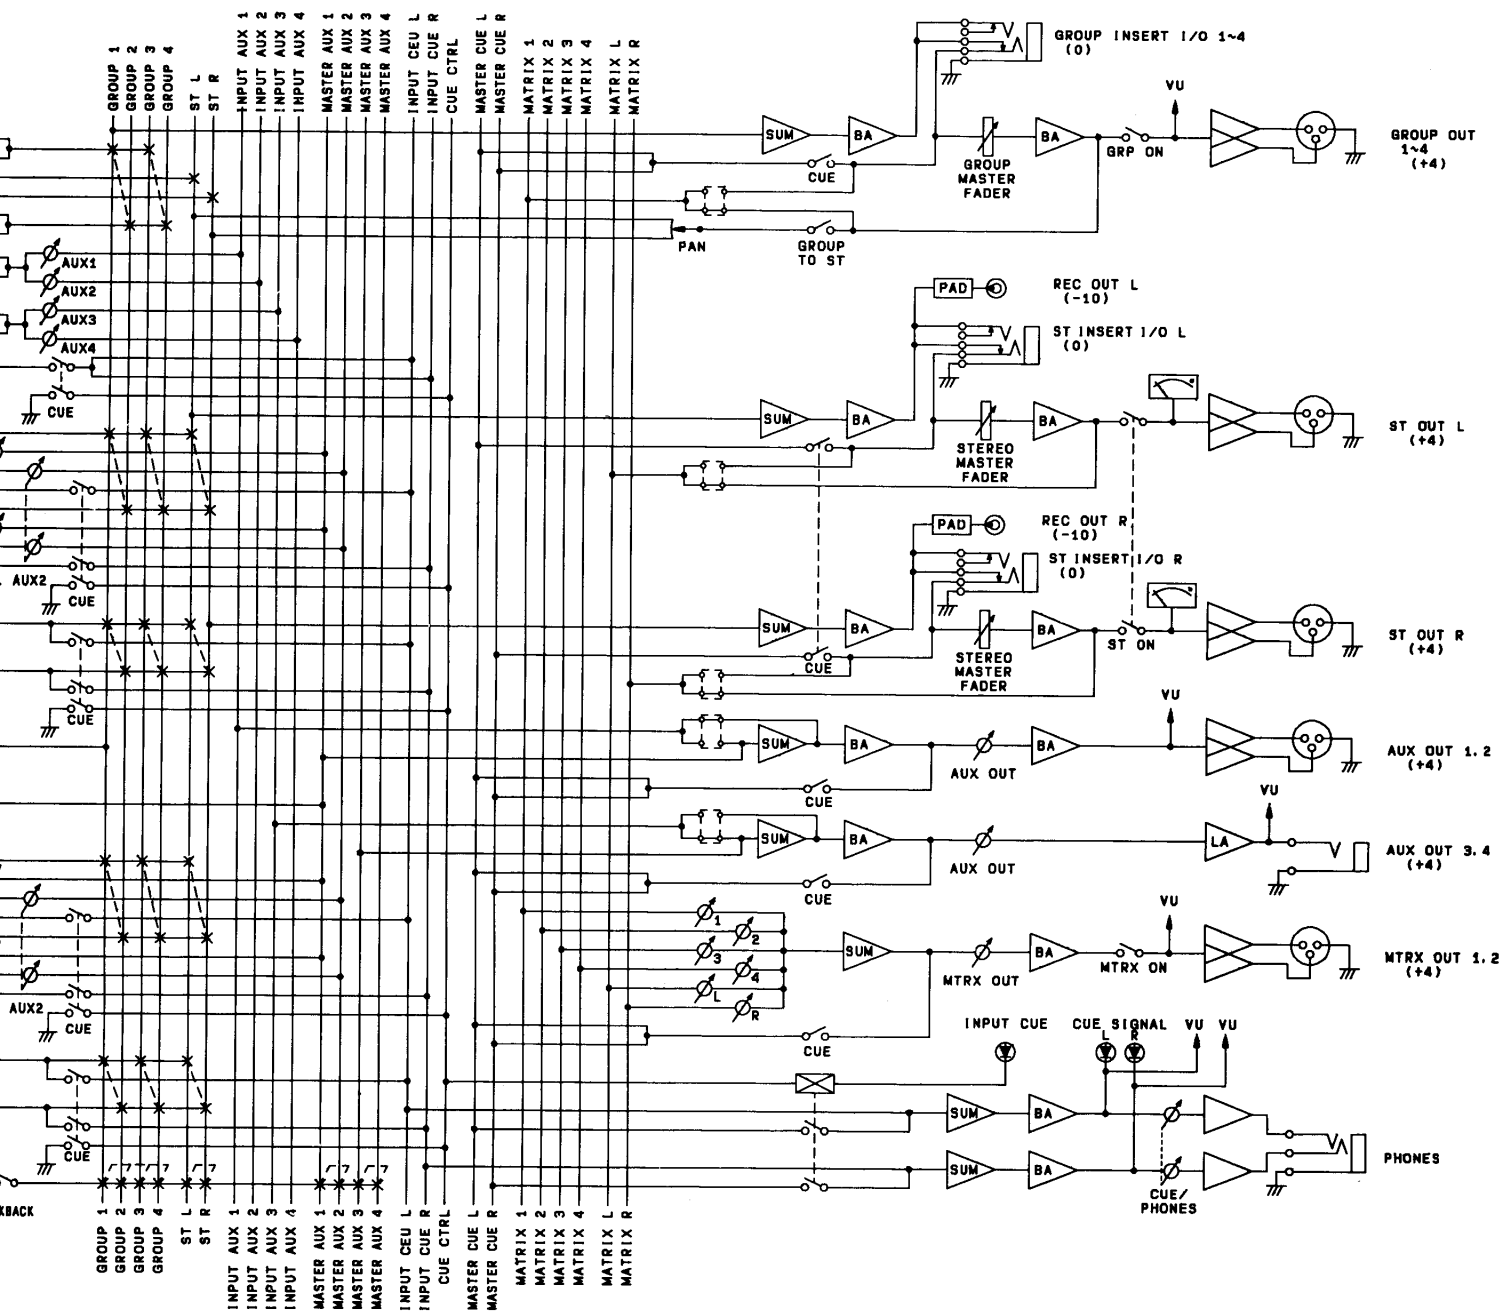 GROUP 1
GROUP 2
GROUP 3
GROUP 4
ST L
ST R
INPUT AUX 1
INPUT AUX 2
INPUT AUX 3
INPUT AUX 4
MASTER AUX 1
MASTER AUX 2
MASTER AUX 3
MASTER AUX 4
INPUT CEU L
INPUT CUE R
CUE CTRL
MASTER CUE L
MASTER CUE R
MATRIX 1
MATRIX 2
MATRIX 3
MATRIX 4
MATRIX L
MATRIX R
GROUP INSERT I/O 1~4
(0)
VU
SUM
BA
BA
GRP ON
GROUP OUT
1~4
(+4)
CUE
GROUP
MASTER
FADER
PAN
GROUP
TO ST
AUX1
AUX2
AUX3
AUX4
CUE
PAD
REC OUT L
(-10)
ST INSERT I/O L
(0)
SUM
BA
BA
ST OUT L
(+4)
STEREO
MASTER
FADER
PAD
REC OUT R
(-10)
ST INSERT I/O R
(0)
AUX2
CUE
SUM
BA
BA
ST ON
ST OUT R
(+4)
CUE
STEREO
MASTER
FADER
CUE
VU
SUM
BA
AUX OUT
BA
AUX OUT 1.2
(+4)
CUE
VU
SUM
BA
AUX OUT
LA
AUX OUT 3.4
(+4)
CUE
VU
1
2
3
4
L
R
SUM
MTRX OUT
BA
MTRX ON
MTRX OUT 1.2
(+4)
AUX2
CUE
CUE
INPUT CUE
CUE SIGNAL
L
R
VU
VU
SUM
BA
SUM
BA
CUE/
PHONES
PHONES
CUE
KBACK
GROUP 1
GROUP 2
GROUP 3
GROUP 4
ST L
ST R
INPUT AUX 1
INPUT AUX 2
INPUT AUX 3
INPUT AUX 4
MASTER AUX 1
MASTER AUX 2
MASTER AUX 3
MASTER AUX 4
INPUT CEU L
INPUT CUE R
CUE CTRL
MASTER CUE L
MASTER CUE R
MATRIX 1
MATRIX 2
MATRIX 3
MATRIX 4
MATRIX L
MATRIX R